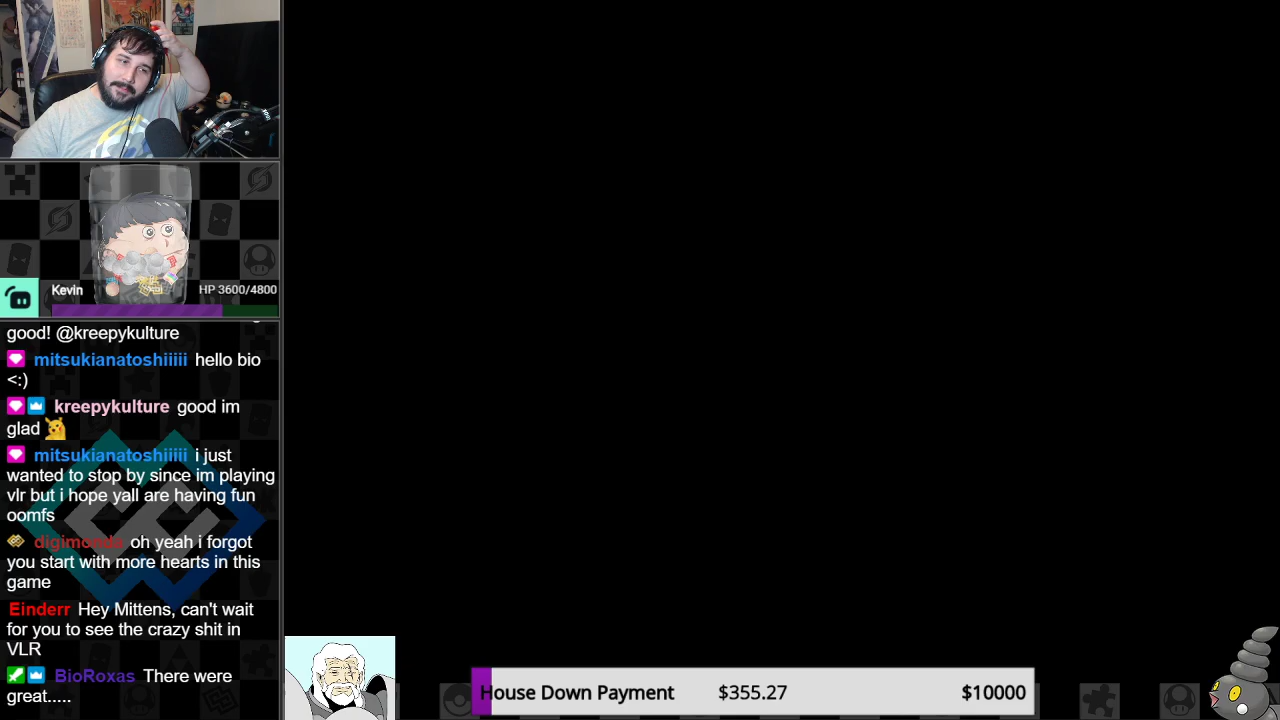 Kevin HP 3600/4800
good! @kreepykulture
mitsukianatoshiiiii hello bio
<:)
kreepykulture good im
glad
mitsukianatoshiiiii i just
wanted to stop by since im playing
vlr but i hope yall are having fun
oomfs
digimonde oh yeah i forgot
you start with more hearts in this
game
Einderr Hey Mittens, can't wait
for you to see the crazy shit in
VLR
BioRoxas There were
great.....
House Down Payment $355.27 $10000